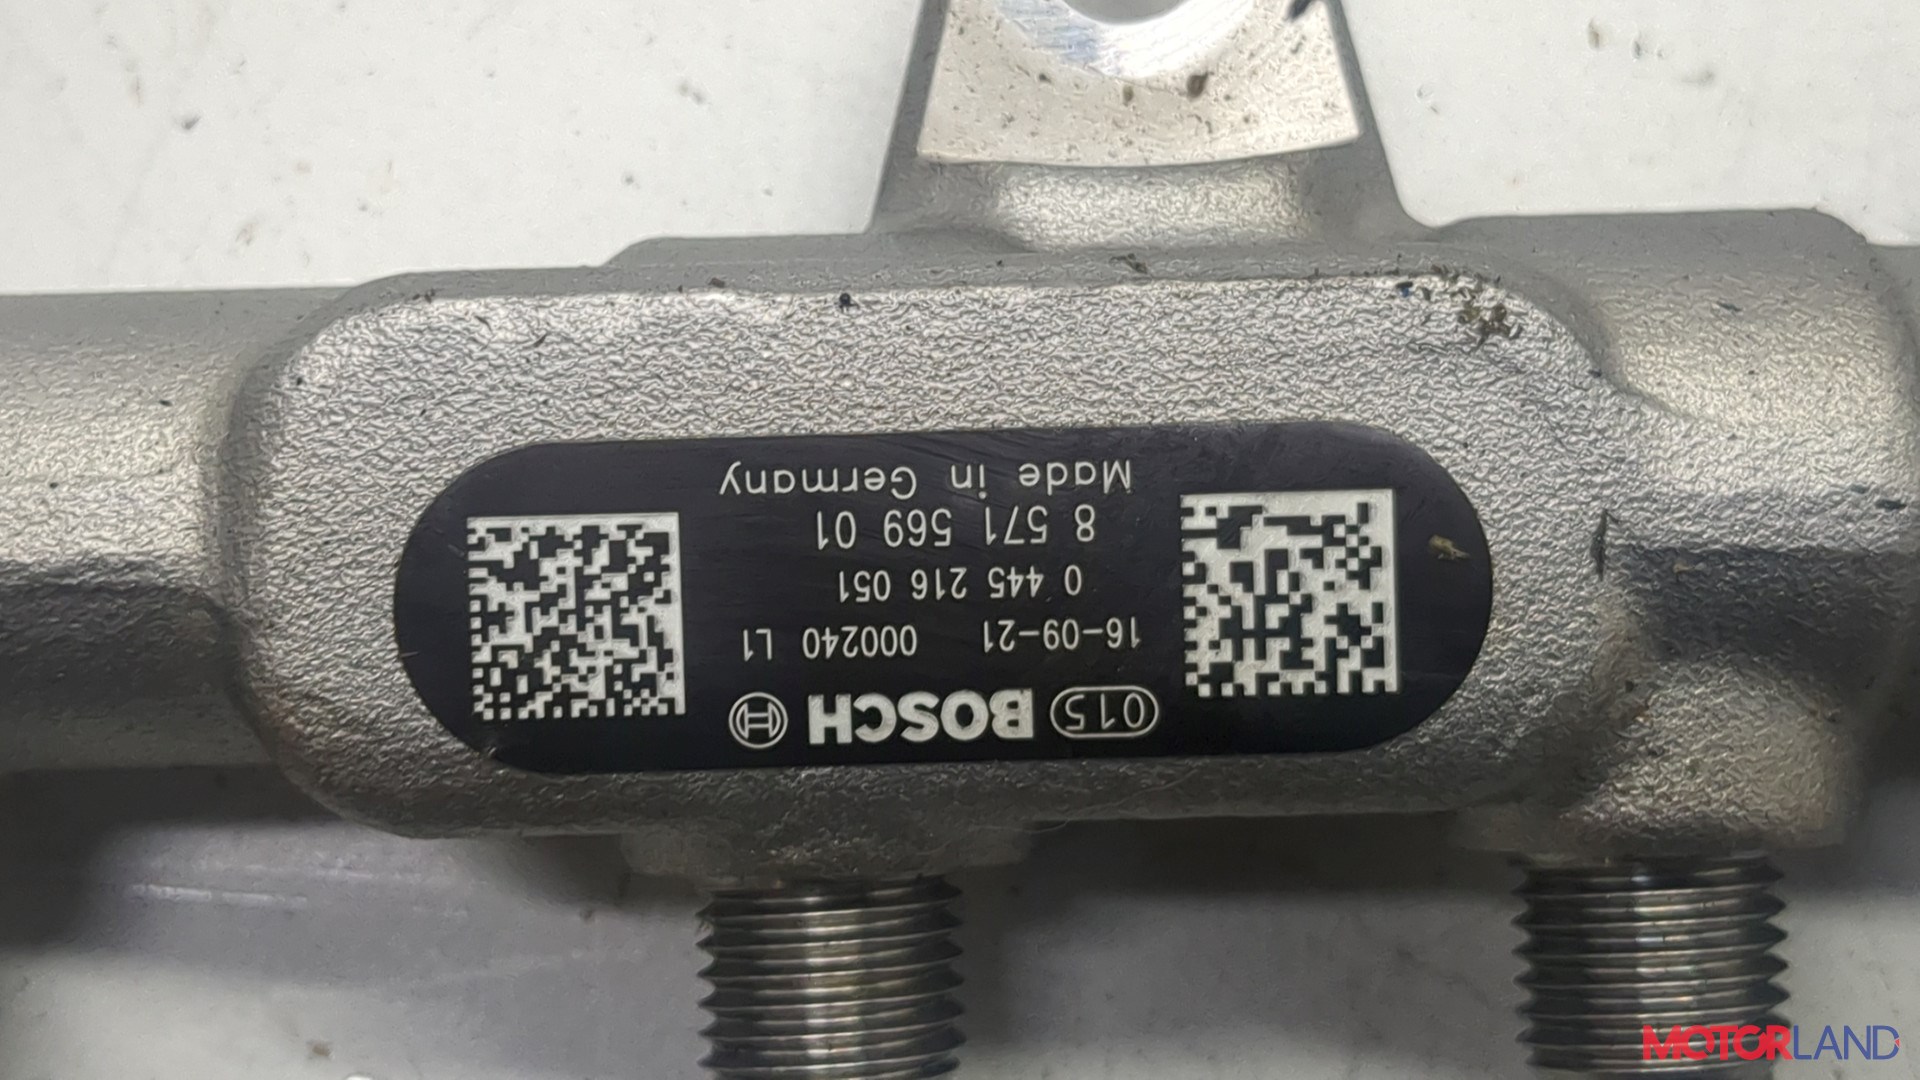 015 BOSCH
16-09-21 000240 L1
0 445 216 051
8 571 569 01
Made in Germany
MOTORLAND